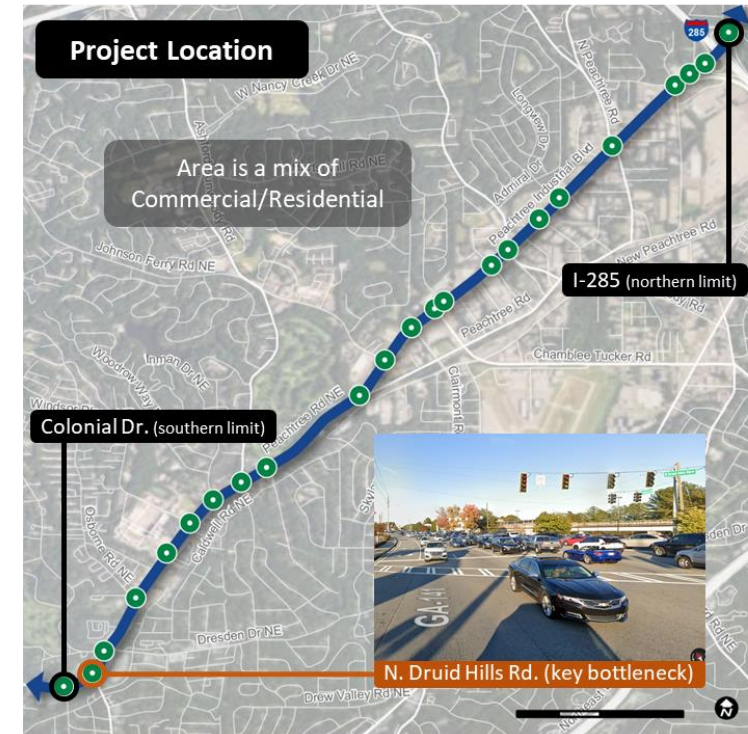 Project Location
285
W Nancy Creek Dr NE
N Peachtree Rd
Longview Dr
Admiral Dr
Area is a mix of
Commercial/Residential
Peachtree Industrial Blvd
New Peachtree Rd
Johnson Ferry Rd NE
I-285 (northern limit)
Peachtree Rd
Inman Dr NE
Chamblee Tucker Rd
Woodrow Way
Colonial Dr. (southern limit)
Peachtree Rd NE
Clairmont
Caldwell Rd NE
Osborne Rd NE
GA-141
Dresden Dr NE
N. Druid Hills Rd. (key bottleneck)
Drew Valley Rd NE
N